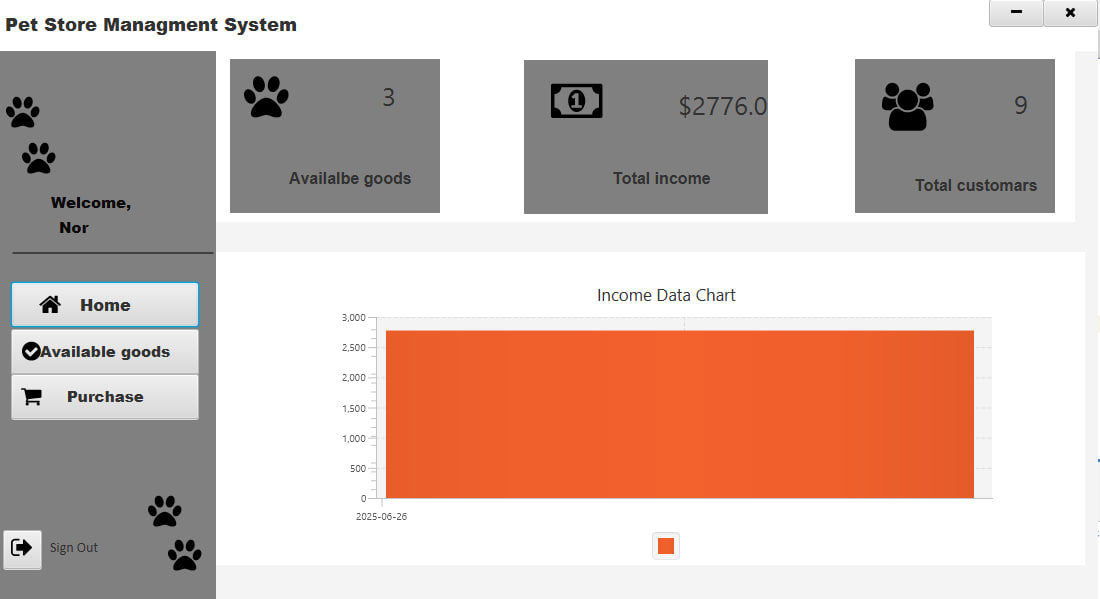 Pet Store Managment System
3
$2776.0
9
Availalbe goods
Total income
Total customars
Welcome,
Nor
Home
Available goods
Purchase
Sign Out
Income Data Chart
3,000
2,500
2,000
1,500
1,000
500
0
2025-06-26